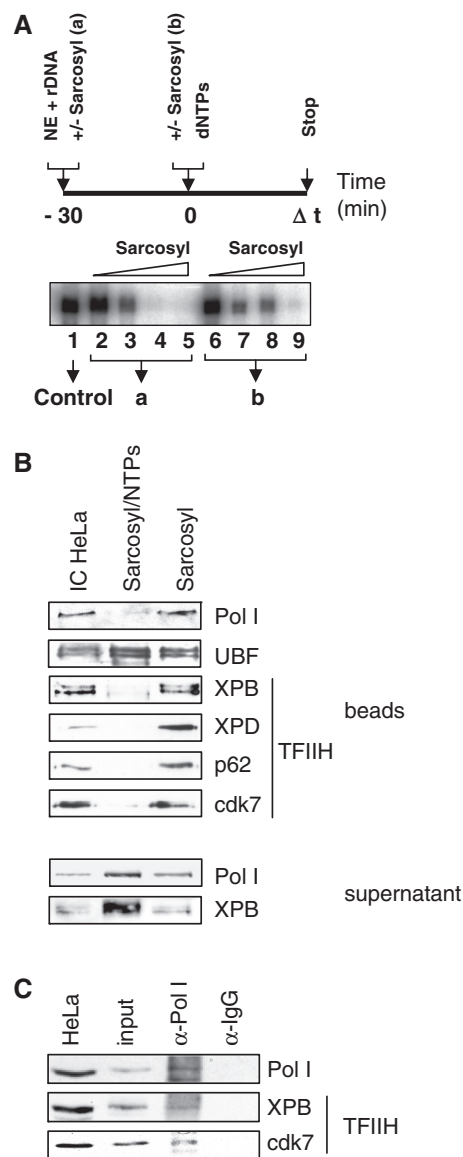 A
NE + rDNA
+/- Sarcosyl (a)
+/- Sarcosyl (b)
dNTPs
Stop
Time
(min)
- 30
0
Δ t
Sarcosyl
Sarcosyl
1 2 3 4 5 6 7 8 9
Control a b
B
IC HeLa
Sarcosyl/NTPs
Sarcosyl
Pol I
UBF
XPB
XPD
p62
cdk7
TFIIH
beads
Pol I
XPB
supernatant
C
HeLa
input
α-Pol I
α-IgG
Pol I
XPB
cdk7
TFIIH